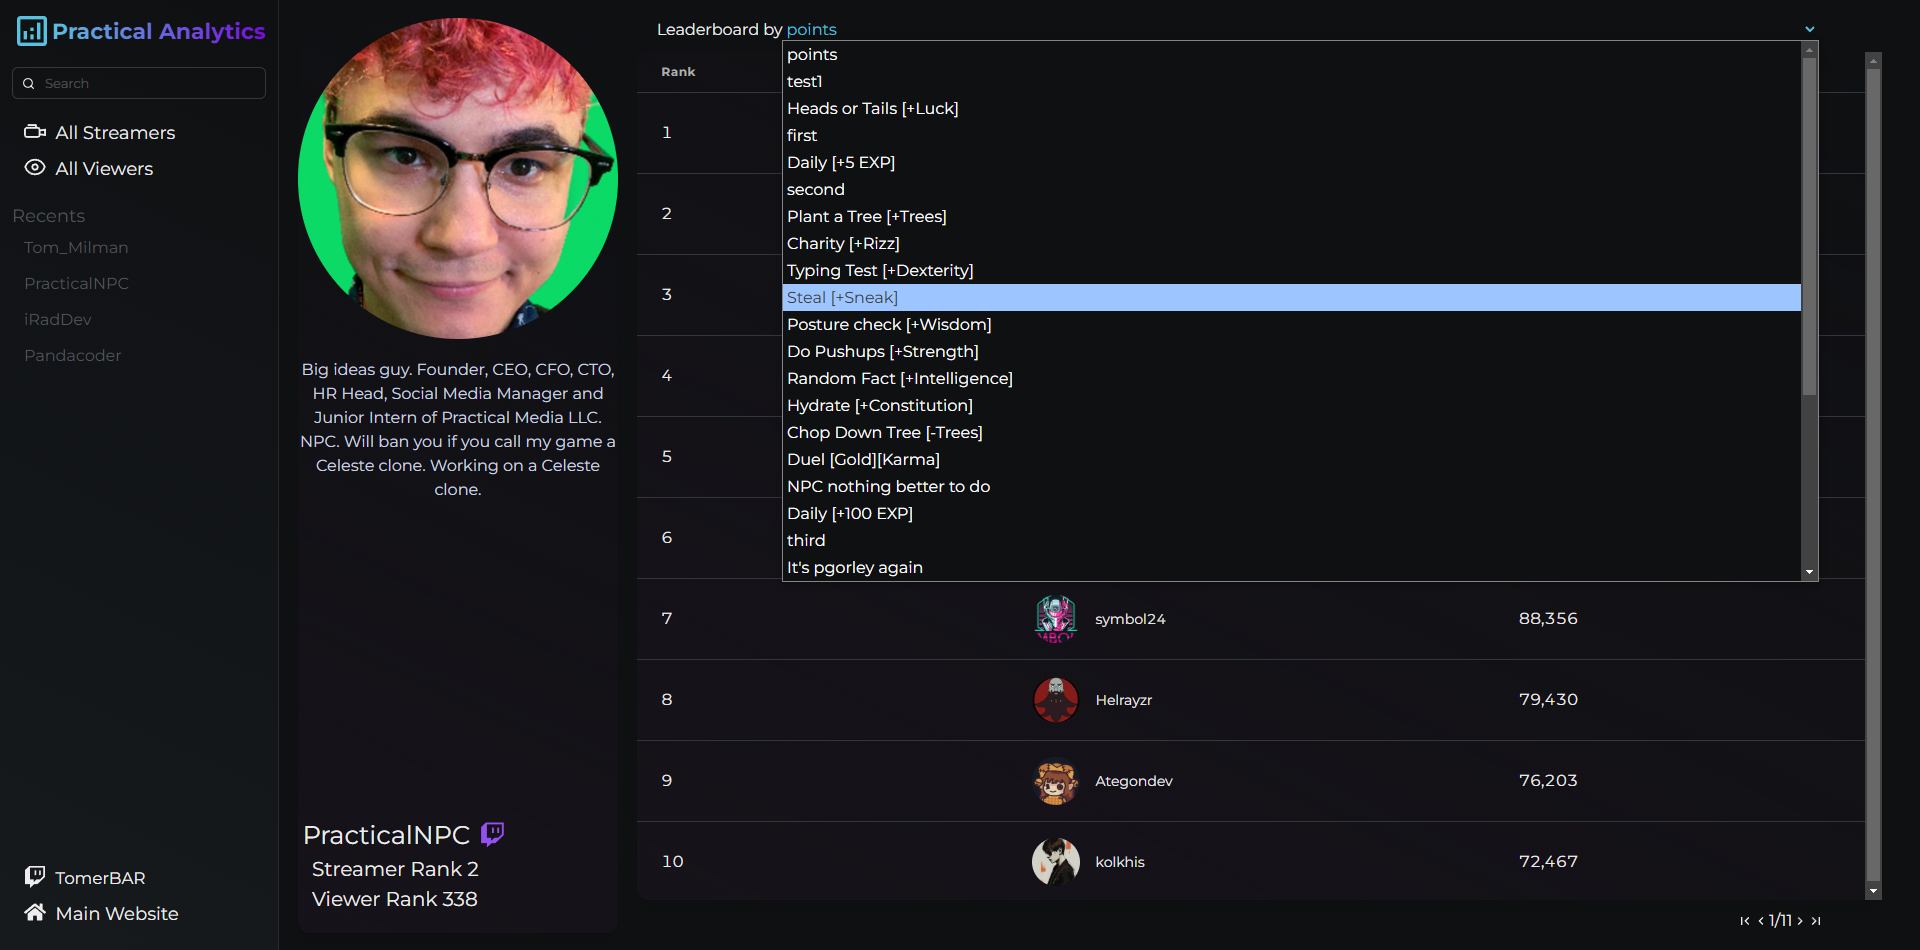 Practical Analytics
Search
All Streamers
All Viewers
Recents
Tom_Milman
PracticalNPC
iRadDev
Pandacoder
TomerBAR
Main Website
Big ideas guy. Founder, CEO, CFO, CTO,
HR Head, Social Media Manager and
Junior Intern of Practical Media LLC.
NPC. Will ban you if you call my game a
Celeste clone. Working on a Celeste
clone.
PracticalNPC
Streamer Rank 2
Viewer Rank 338
Leaderboard by points
points
test1
Heads or Tails [+Luck]
first
Daily [+5 EXP]
second
Plant a Tree [+Trees]
Charity [+Rizz]
Typing Test [+Dexterity]
Steal [+Sneak]
Posture check [+Wisdom]
Do Pushups [+Strength]
Random Fact [+Intelligence]
Hydrate [+Constitution]
Chop Down Tree [-Trees]
Duel [Gold][Karma]
NPC nothing better to do
Daily [+100 EXP]
third
It's pgorley again
Rank
1
2
3
4
5
6
7 symbol24 88,356
8 Helrayzr 79,430
9 Ategondev 76,203
10 kolkhis 72,467
1/11